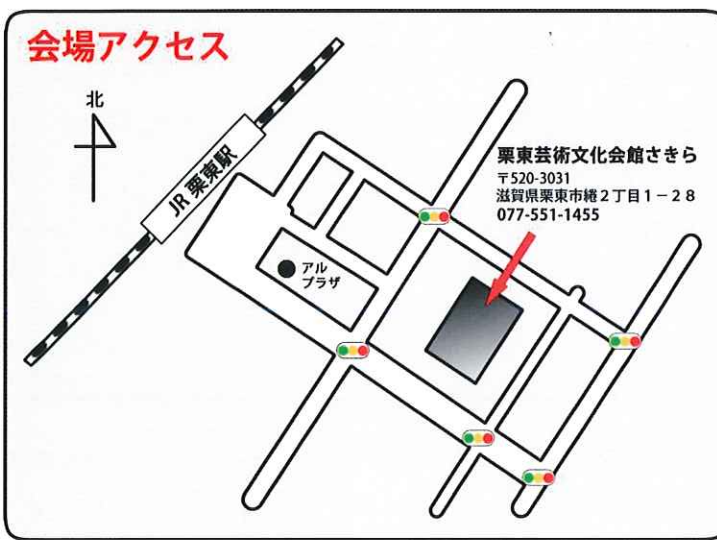 会場アクセス
北
JR 栗東駅
栗東芸術文化会館さきら
〒520-3031
滋賀県栗東市綣２丁目１－２８
077-551-1455
アル
プラザ